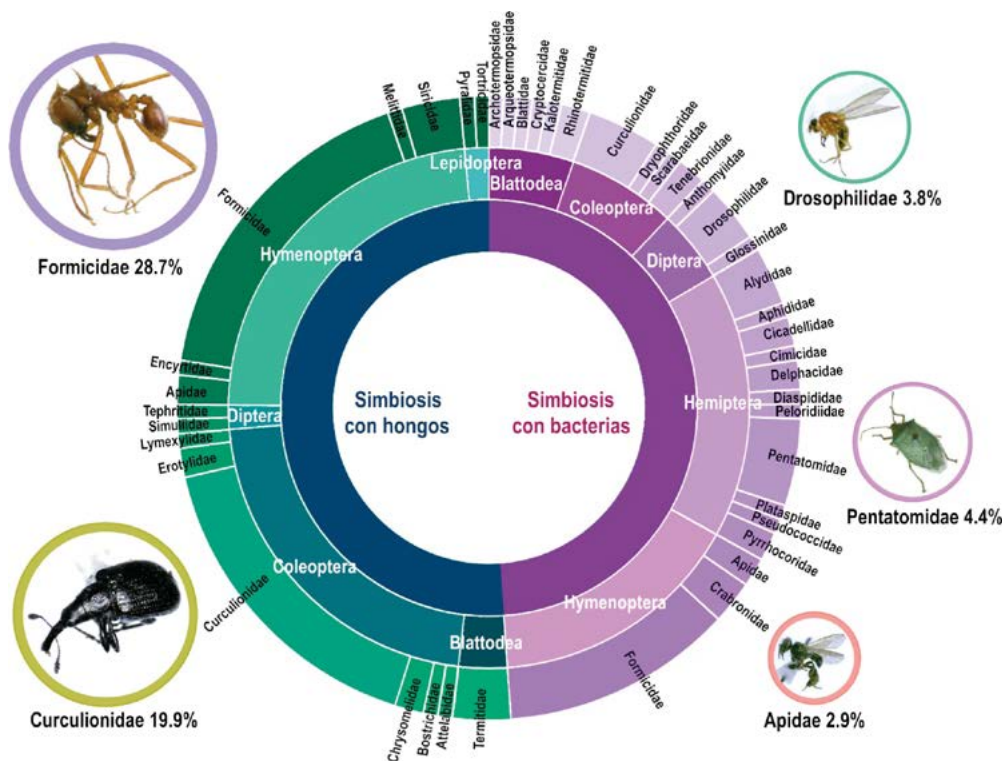 Formicidae 28.7%
Curculionidae 19.9%
Drosophilidae 3.8%
Pentatomidae 4.4%
Apidae 2.9%
Simbiosis
con hongos
Simbiosis
con bacterias
Lepidoptera
Hymenoptera
Diptera
Coleoptera
Blattodea
Blattodea
Coleoptera
Diptera
Hemiptera
Hymenoptera
Tortricidae
Pyralidae
Siricidae
Melittidae
Formicidae
Encyrtidae
Apidae
Tephritidae
Simuliidae
Lymexylidae
Erotylidae
Curculionidae
Chrysomelidae
Bostrichidae
Attelabidae
Termitidae
Archotermopsidae
Arqueotermopsidae
Blattidae
Cryptocercidae
Kalotermitidae
Rhinotermitidae
Curculionidae
Dryophthoridae
Scarabaeidae
Tenebrionidae
Anthomyiidae
Drosophilidae
Glossinidae
Alydidae
Aphididae
Cicadellidae
Cimicidae
Delphacidae
Diaspididae
Peloridiidae
Pentatomidae
Plataspidae
Pseudococcidae
Pyrrhocoridae
Apidae
Crabronidae
Formicidae